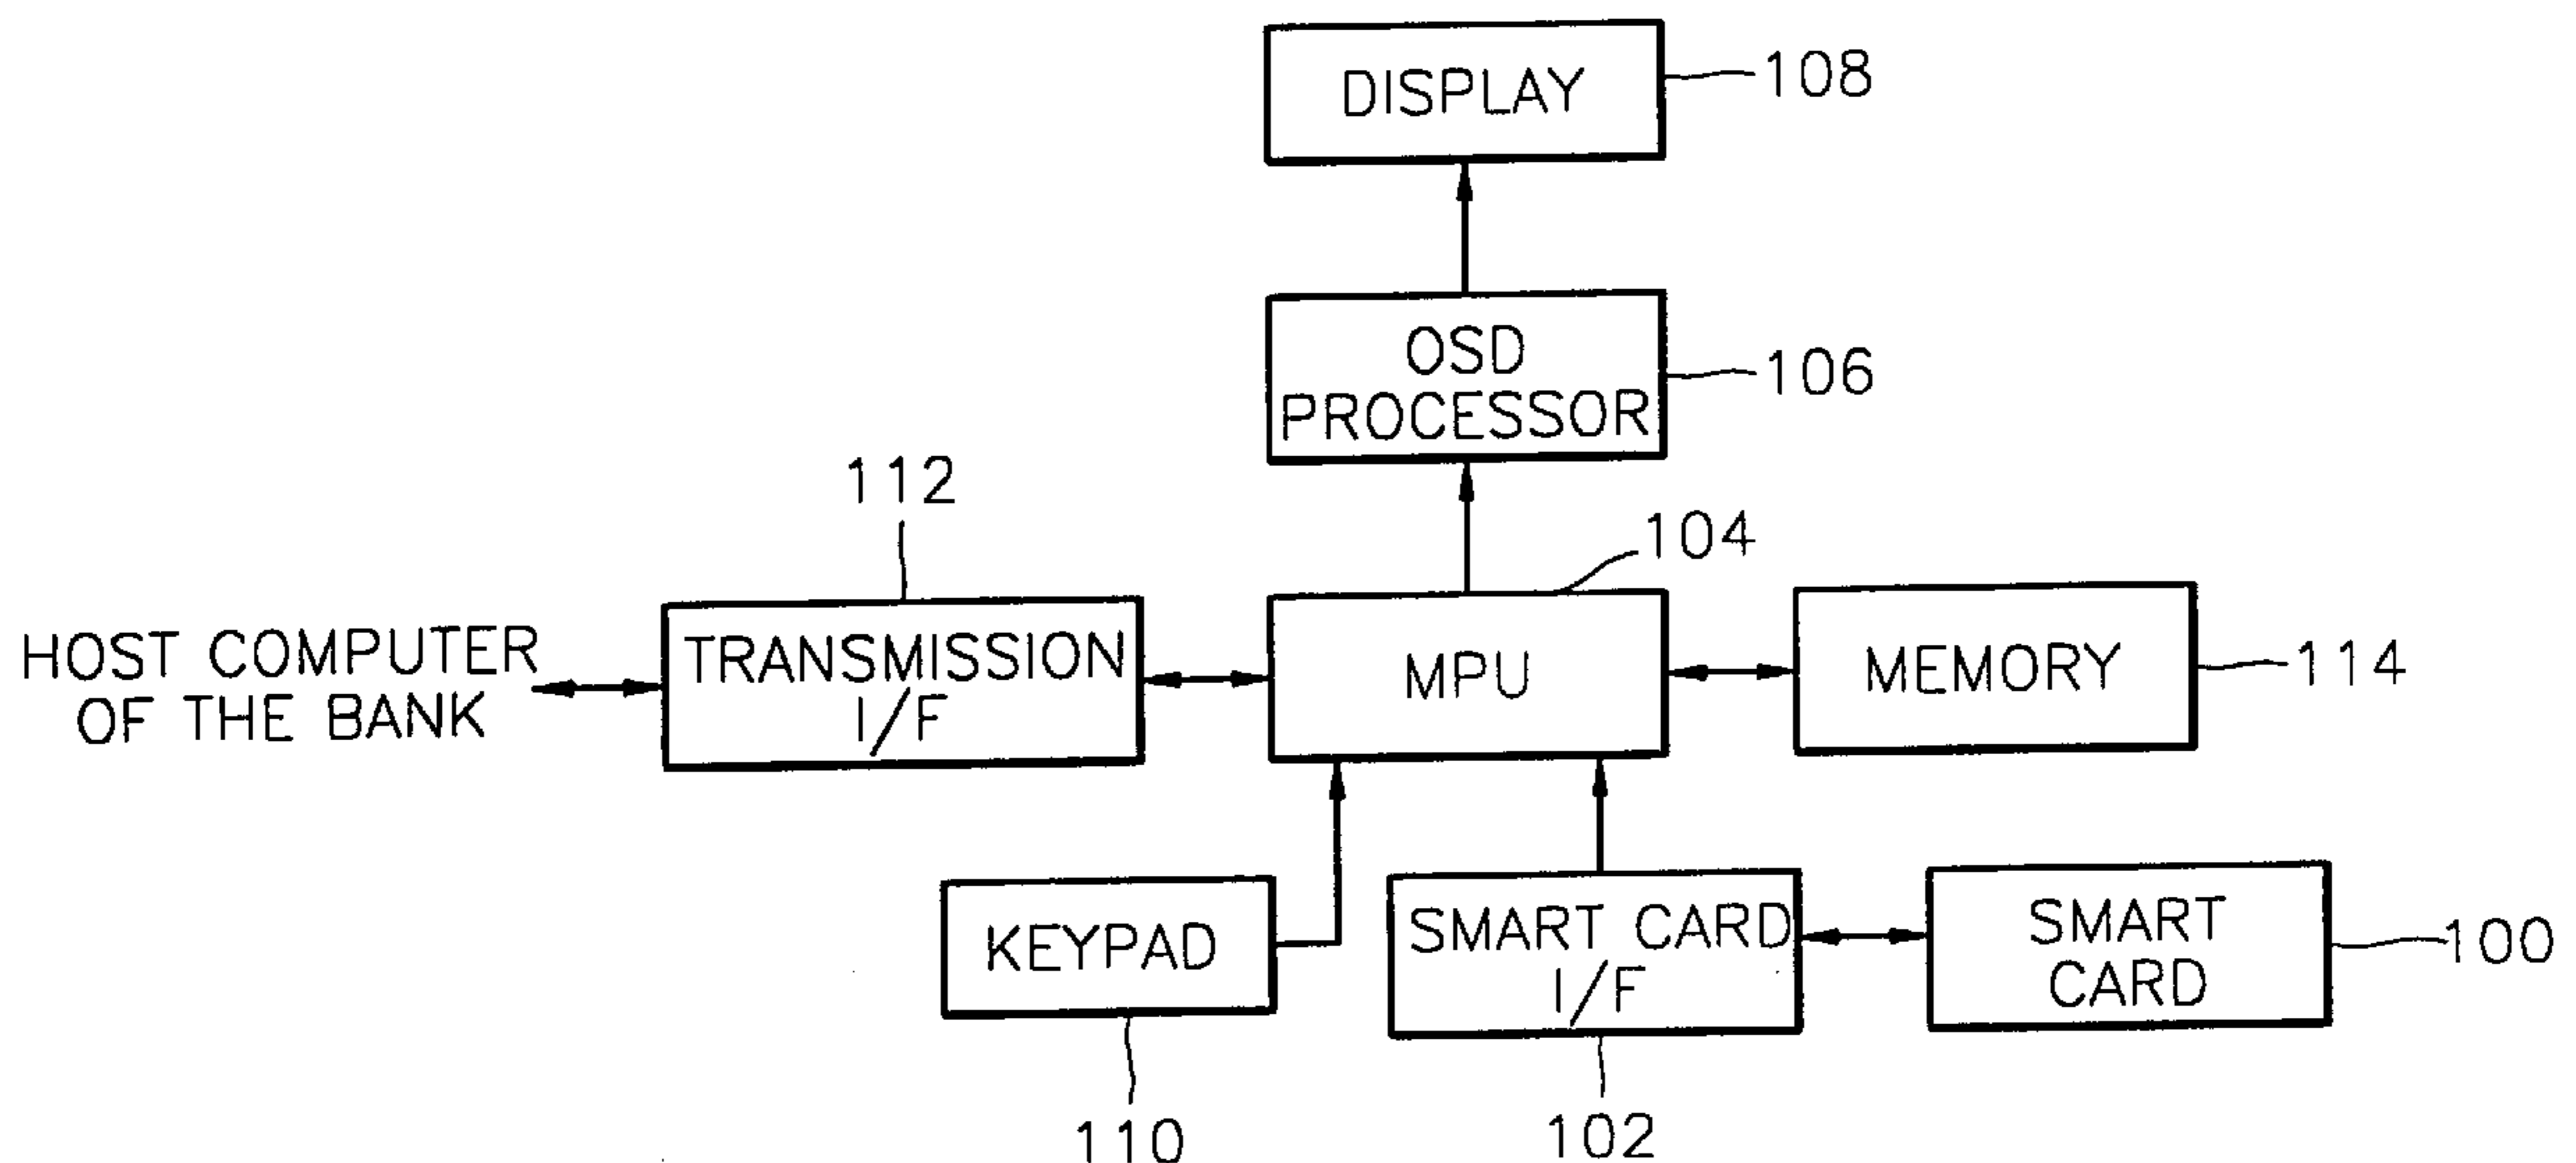 DISPLAY
108
OSD
PROCESSOR
106
112
104
HOST COMPUTER
OF THE BANK
TRANSMISSION
I/F
MPU
MEMORY
114
KEYPAD
110
SMART CARD
I/F
102
SMART
CARD
100